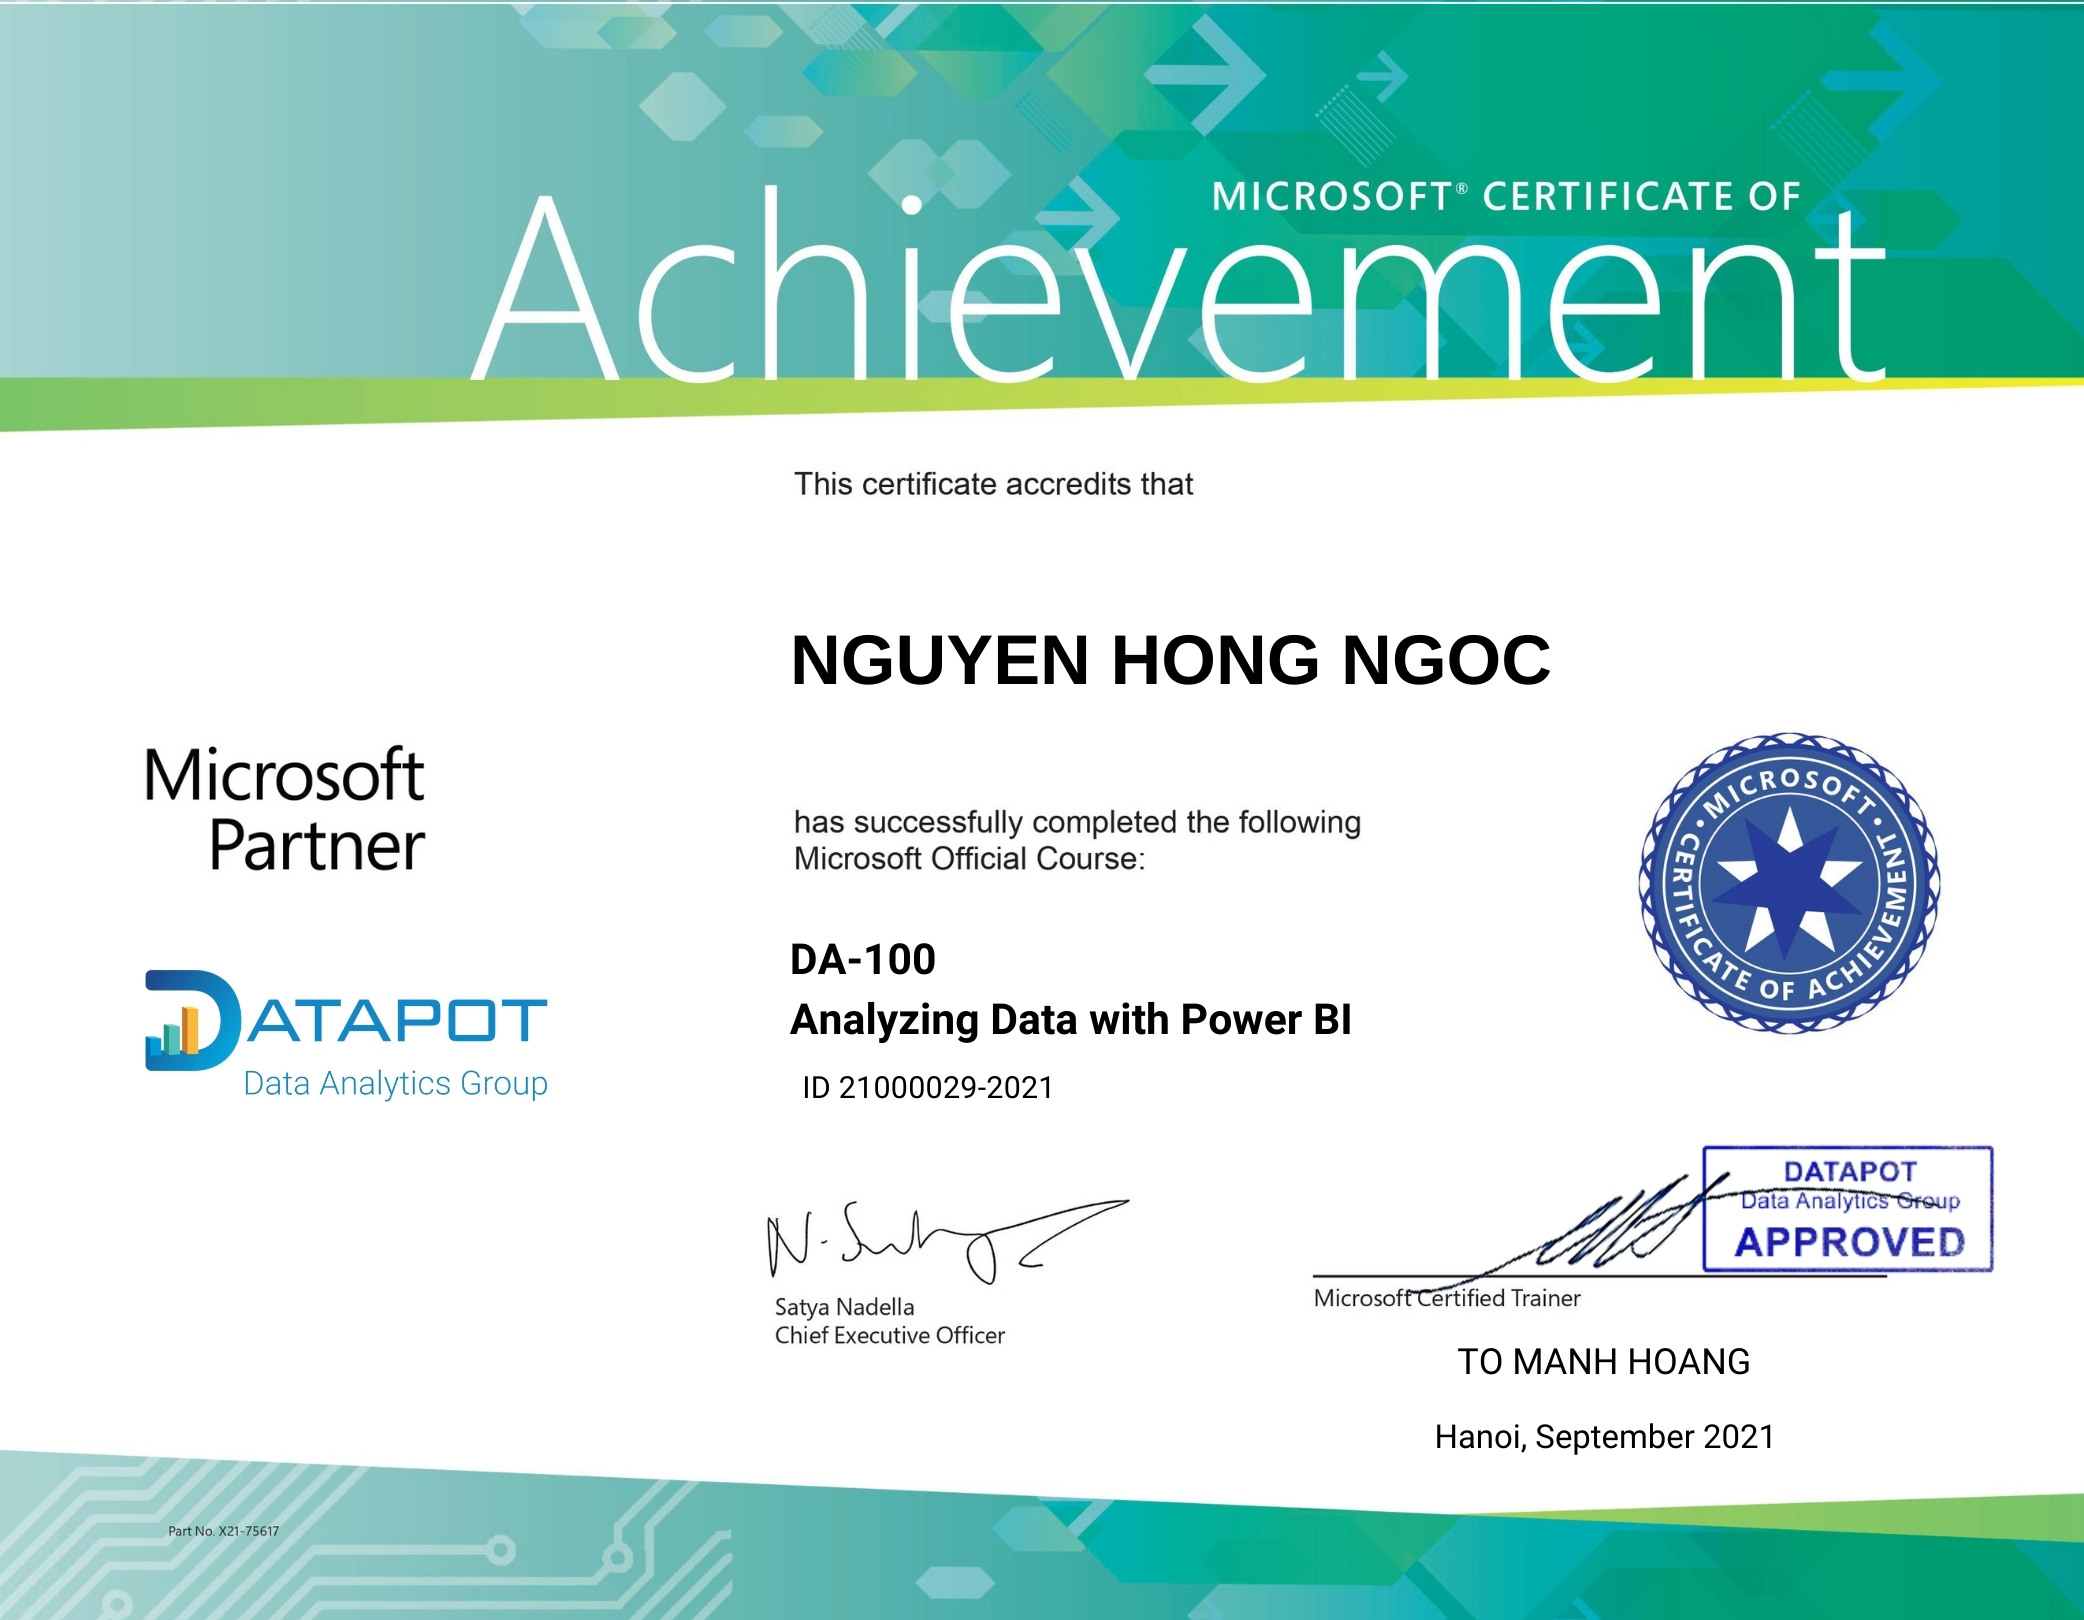 MICROSOFT® CERTIFICATE OF
Achievement
This certificate accredits that
NGUYEN HONG NGOC
Microsoft
Partner
has successfully completed the following
Microsoft Official Course:
• MICROSOFT •
CERTIFICATE OF ACHIEVEMENT
DATAPOT
Data Analytics Group
DA-100
Analyzing Data with Power BI
ID 21000029-2021
DATAPOT
Data Analytics Group
APPROVED
Satya Nadella
Chief Executive Officer
Microsoft Certified Trainer
TO MANH HOANG
Hanoi, September 2021
Part No. X21-75617